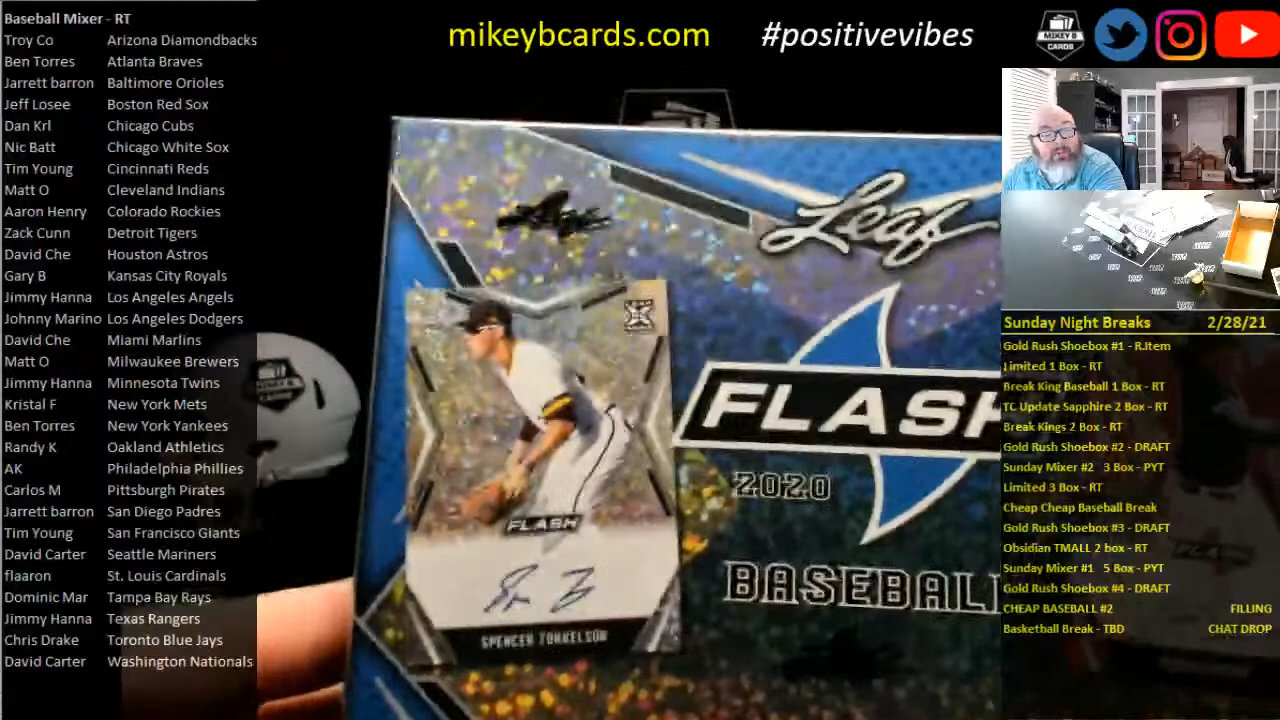 Baseball Mixer - RT
Troy Co Arizona Diamondbacks
Ben Torres Atlanta Braves
Jarrett barron Baltimore Orioles
Jeff Losee Boston Red Sox
Dan Krl Chicago Cubs
Nic Batt Chicago White Sox
Tim Young Cincinnati Reds
Matt O Cleveland Indians
Aaron Henry Colorado Rockies
Zack Cunn Detroit Tigers
David Che Houston Astros
Gary B Kansas City Royals
Jimmy Hanna Los Angeles Angels
Johnny Marino Los Angeles Dodgers
David Che Miami Marlins
Matt O Milwaukee Brewers
Jimmy Hanna Minnesota Twins
Kristal F New York Mets
Ben Torres New York Yankees
Randy K Oakland Athletics
AK Philadelphia Phillies
Carlos M Pittsburgh Pirates
Jarrett barron San Diego Padres
Tim Young San Francisco Giants
David Carter Seattle Mariners
flaaron St. Louis Cardinals
Dominic Mar Tampa Bay Rays
Jimmy Hanna Texas Rangers
Chris Drake Toronto Blue Jays
David Carter Washington Nationals
mikeybcards.com #positivevibes
MIKEY B
CARDS
Leaf
Leaf
FLASH
2020
BASEBALL
FLASH
SPENCER TORKELSON
Sunday Night Breaks 2/28/21
Gold Rush Shoebox #1 - R.Item
Limited 1 Box - RT
Break King Baseball 1 Box - RT
TC Update Sapphire 2 Box - RT
Break Kings 2 Box - RT
Gold Rush Shoebox #2 - DRAFT
Sunday Mixer #2 3 Box - PYT
Limited 3 Box - RT
Cheap Cheap Baseball Break
Gold Rush Shoebox #3 - DRAFT
Obsidian TMALL 2 box - RT
Sunday Mixer #1 5 Box - PYT
Gold Rush Shoebox #4 - DRAFT
CHEAP BASEBALL #2 FILLING
Basketball Break - TBD CHAT DROP